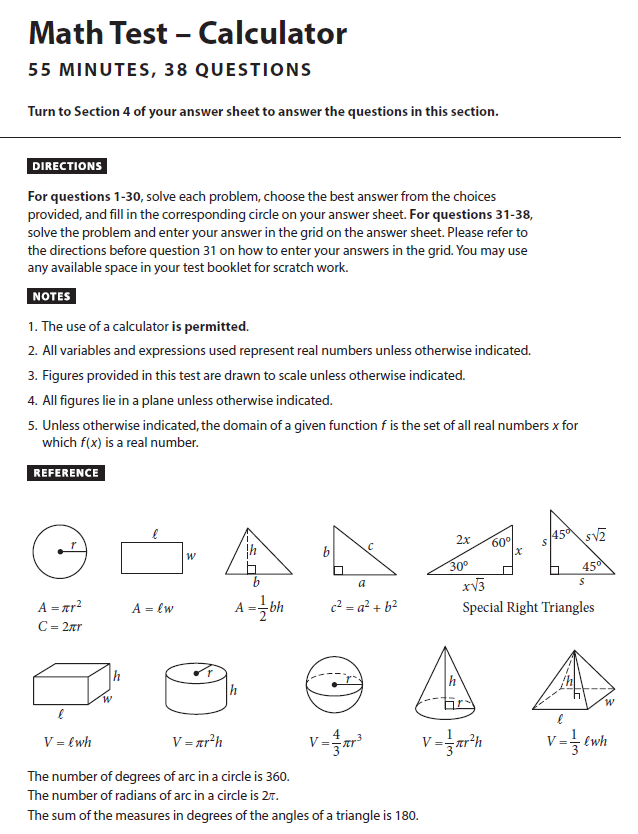 Math Test – Calculator
55 MINUTES, 38 QUESTIONS
Turn to Section 4 of your answer sheet to answer the questions in this section.
DIRECTIONS
For questions 1-30, solve each problem, choose the best answer from the choices
provided, and fill in the corresponding circle on your answer sheet. For questions 31-38,
solve the problem and enter your answer in the grid on the answer sheet. Please refer to
the directions before question 31 on how to enter your answers in the grid. You may use
any available space in your test booklet for scratch work.
NOTES
1. The use of a calculator is permitted.
2. All variables and expressions used represent real numbers unless otherwise indicated.
3. Figures provided in this test are drawn to scale unless otherwise indicated.
4. All figures lie in a plane unless otherwise indicated.
5. Unless otherwise indicated, the domain of a given function f is the set of all real numbers x for
which f(x) is a real number.
REFERENCE
r
ℓ
w
h
b
b
c
a
2x
60°
x
30°
x√3
s
45°
s√2
45°
s
A = πr²
C = 2πr
A = ℓw
A = 1/2 bh
c² = a² + b²
Special Right Triangles
h
w
ℓ
r
h
r
h
r
h
w
ℓ
V = ℓwh
V = πr²h
V = 4/3 πr³
V = 1/3 πr²h
V = 1/3 ℓwh
The number of degrees of arc in a circle is 360.
The number of radians of arc in a circle is 2π.
The sum of the measures in degrees of the angles of a triangle is 180.